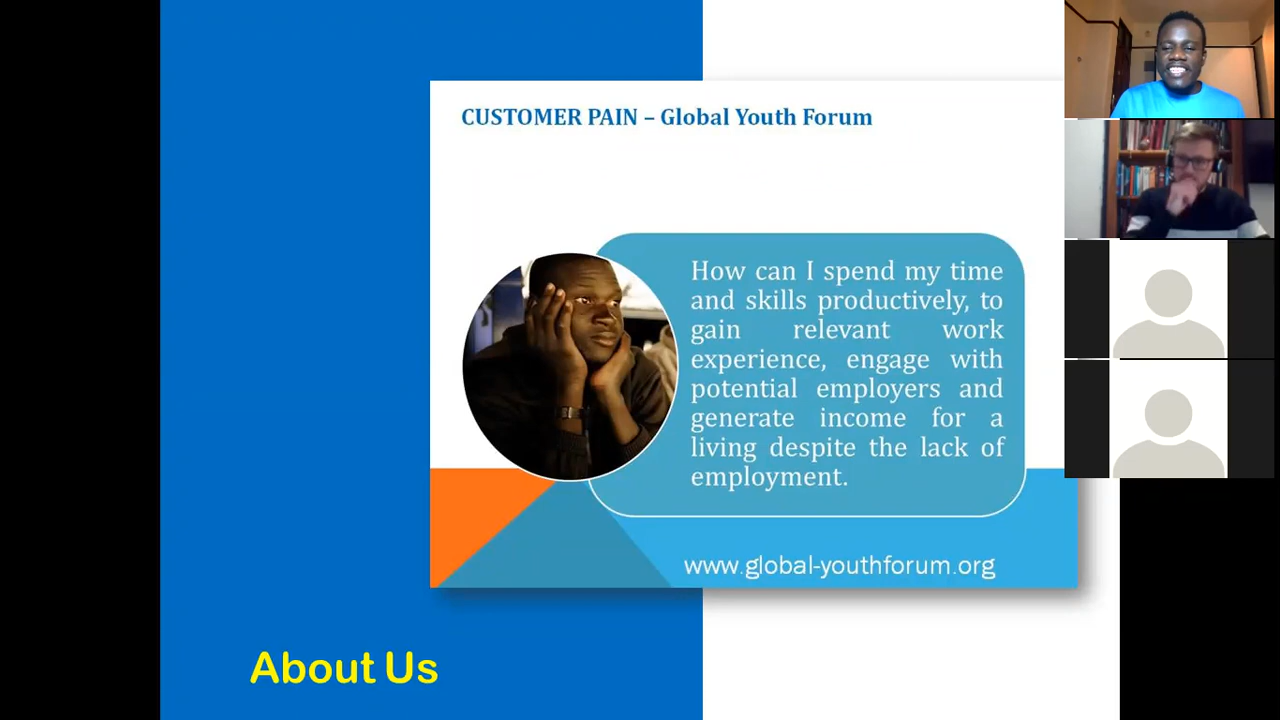 CUSTOMER PAIN – Global Youth Forum
How can I spend my time
and skills productively, to
gain relevant work
experience, engage with
potential employers and
generate income for a
living despite the lack of
employment.
www.global-youthforum.org
About Us